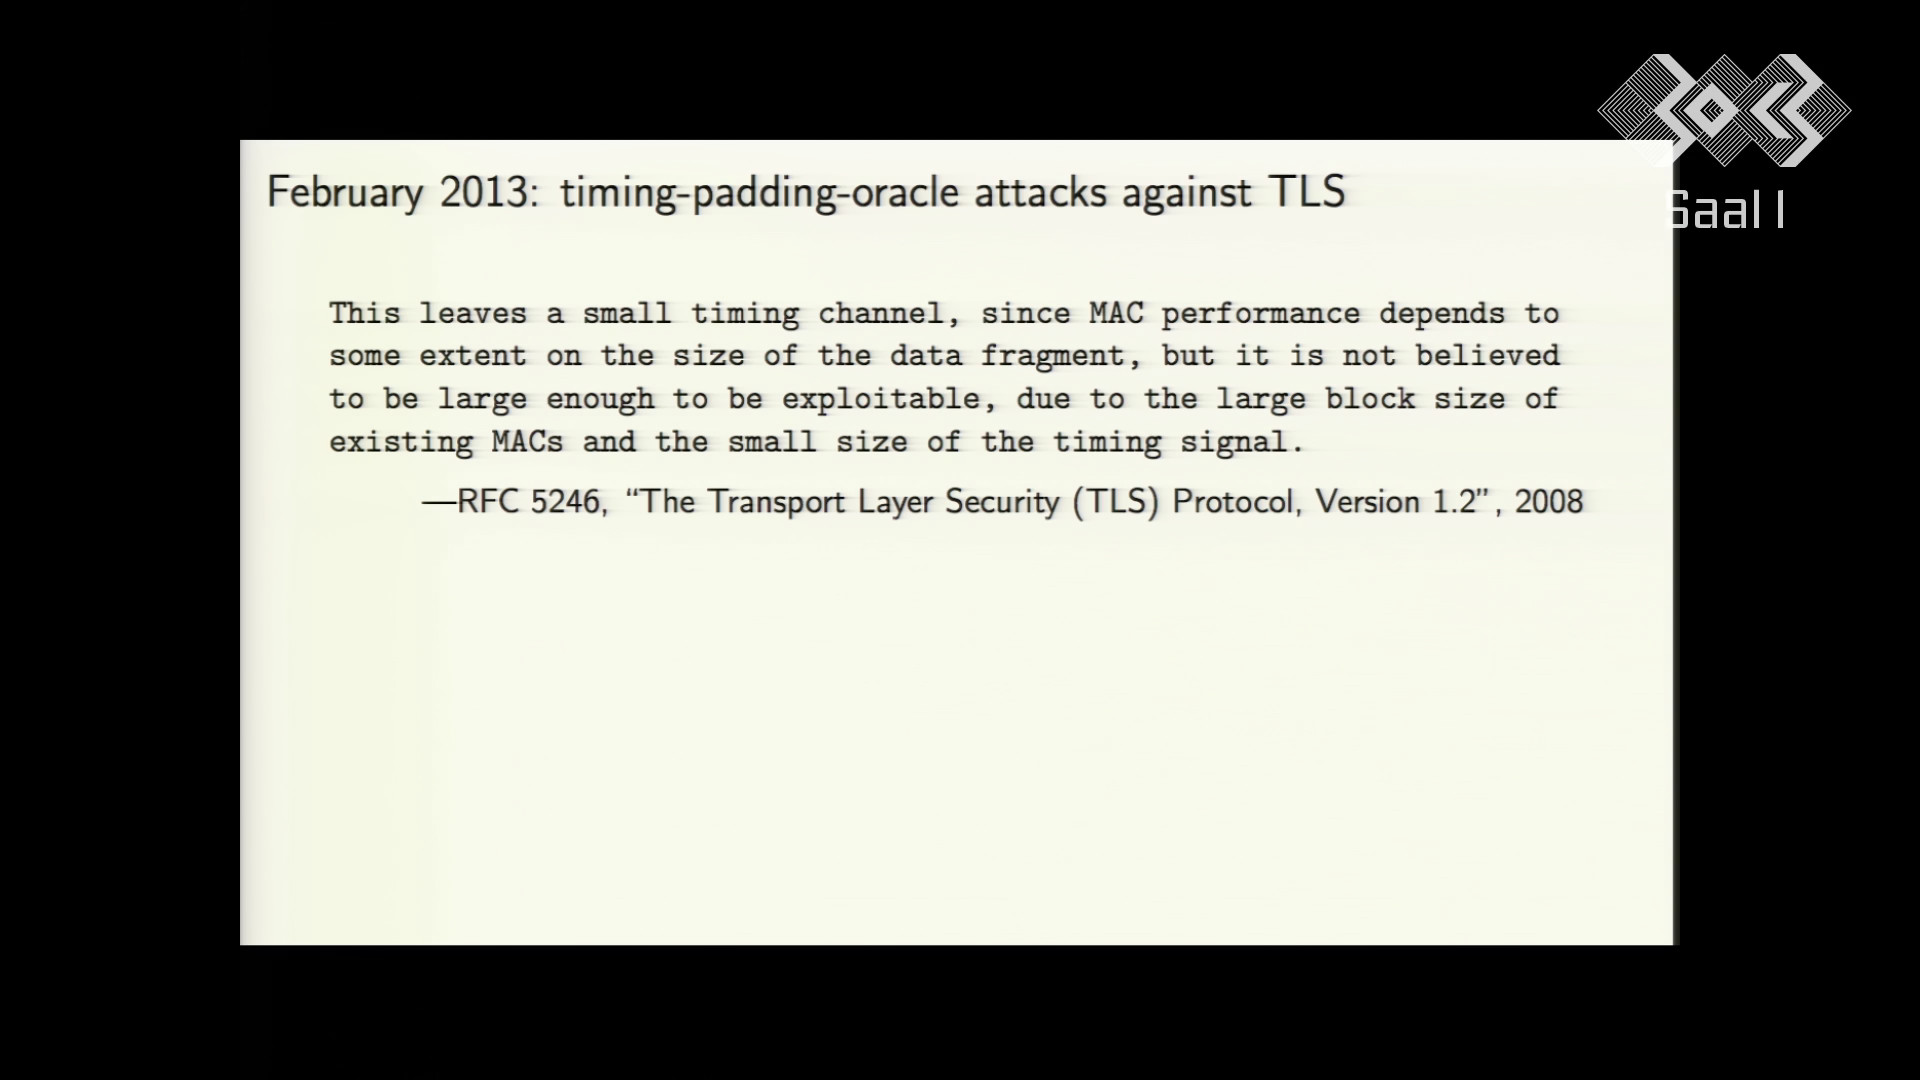 February 2013: timing-padding-oracle attacks against TLS
This leaves a small timing channel, since MAC performance depends to
some extent on the size of the data fragment, but it is not believed
to be large enough to be exploitable, due to the large block size of
existing MACs and the small size of the timing signal.
—RFC 5246, “The Transport Layer Security (TLS) Protocol, Version 1.2”, 2008
30C3
Saal 1